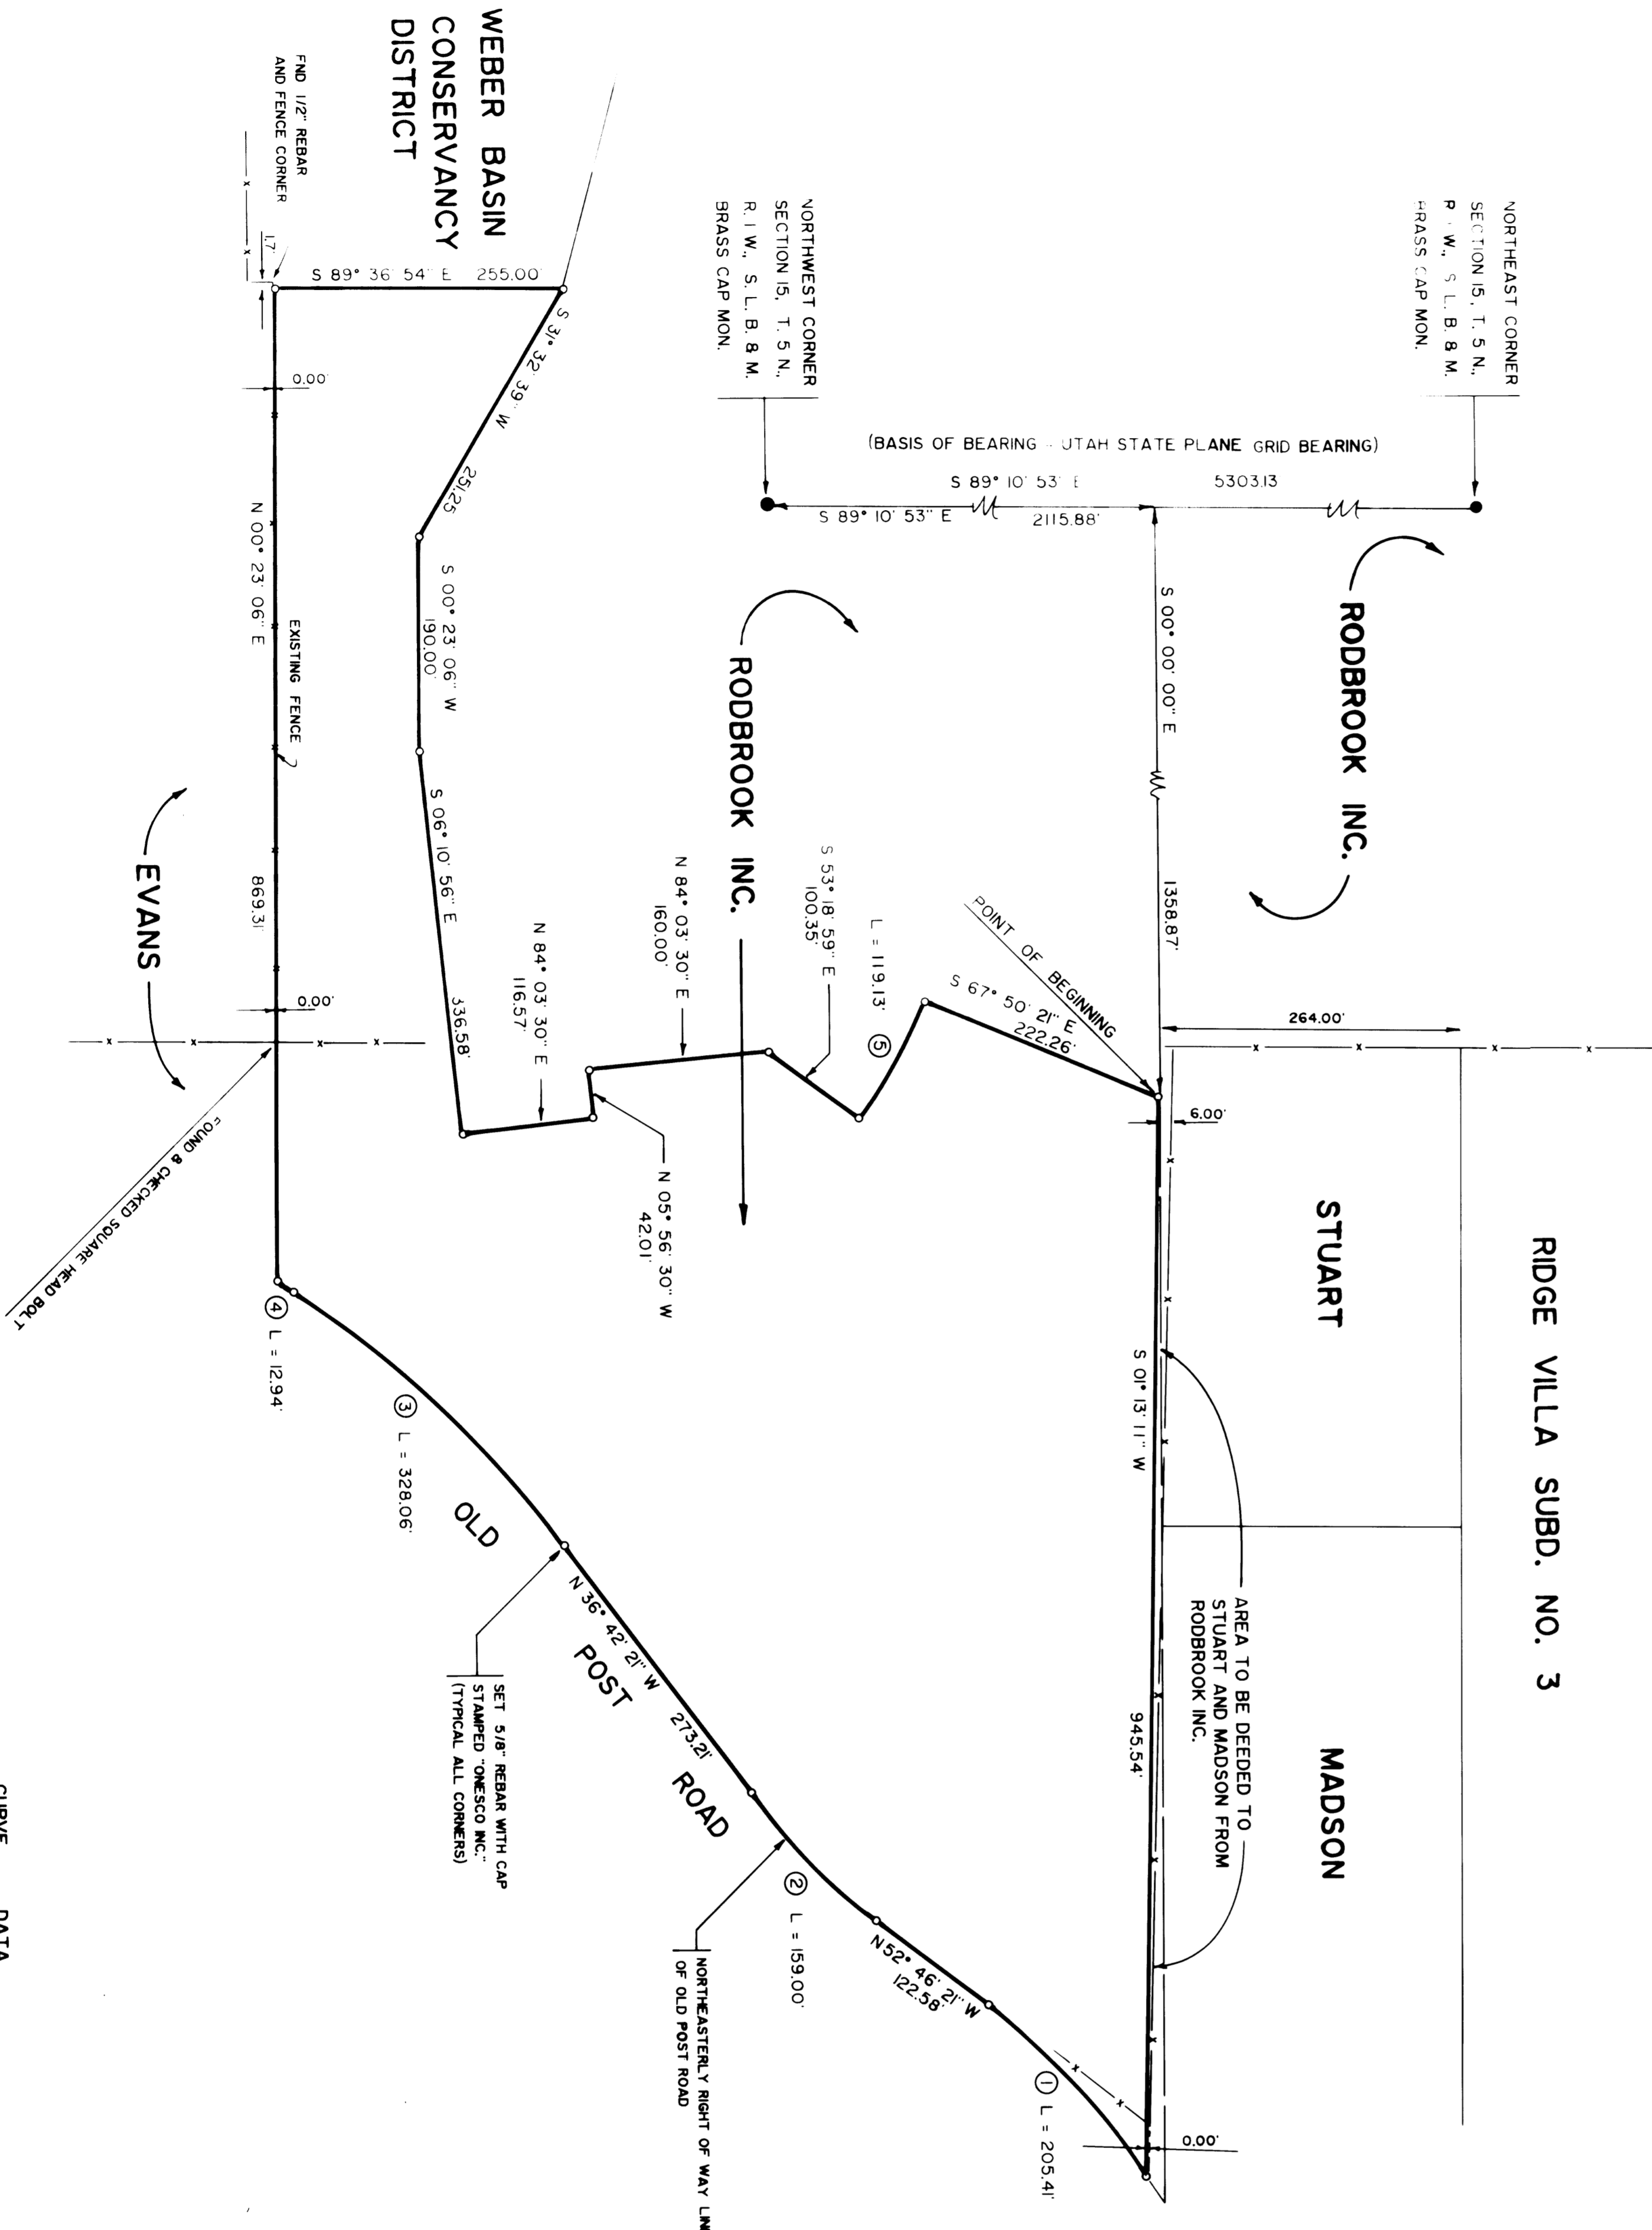 WEBER BASIN
CONSERVANCY
DISTRICT
FND 1/2" REBAR
AND FENCE CORNER
1.7'
S 89° 36' 54" E 255.00'
S 31° 32' 39" W 251.25'
0.00'
N 00° 23' 06" E 869.31'
EXISTING FENCE
S 00° 23' 06" W
190.00'
S 06° 10' 56" E 336.58'
EVANS
0.00'
FOUND & CHECKED SQUARE HEAD BOLT
NORTHWEST CORNER
SECTION 15, T. 5 N.,
R. 1 W., S. L. B. & M.
BRASS CAP MON.
NORTHEAST CORNER
SECTION 15, T. 5 N.,
R. 1 W., S. L. B. & M.
BRASS CAP MON.
(BASIS OF BEARING - UTAH STATE PLANE GRID BEARING)
S 89° 10' 53" E 5303.13
S 89° 10' 53" E 2115.88'
S 00° 00' 00" E 1358.87'
RODBROOK INC.
RODBROOK INC.
POINT OF BEGINNING
S 67° 50' 21" E
222.26'
L = 119.13' 5
S 53° 18' 59" E
100.35'
N 84° 03' 30" E
160.00'
N 84° 03' 30" E
116.57'
N 05° 56' 30" W
42.01'
264.00'
6.00'
STUART
RIDGE VILLA SUBD. NO. 3
S 01° 13' 11" W 945.54'
AREA TO BE DEEDED TO
STUART AND MADSON FROM
RODBROOK INC.
MADSON
4 L = 12.94'
3 L = 328.06'
OLD POST ROAD
N 36° 42' 21" W 273.21'
SET 5/8" REBAR WITH CAP
STAMPED "ONESCO INC."
(TYPICAL ALL CORNERS)
2 L = 159.00'
NORTHEASTERLY RIGHT OF WAY LINE
OF OLD POST ROAD
N 52° 46' 21" W
122.58'
1 L = 205.41'
0.00'
CURVE DATA